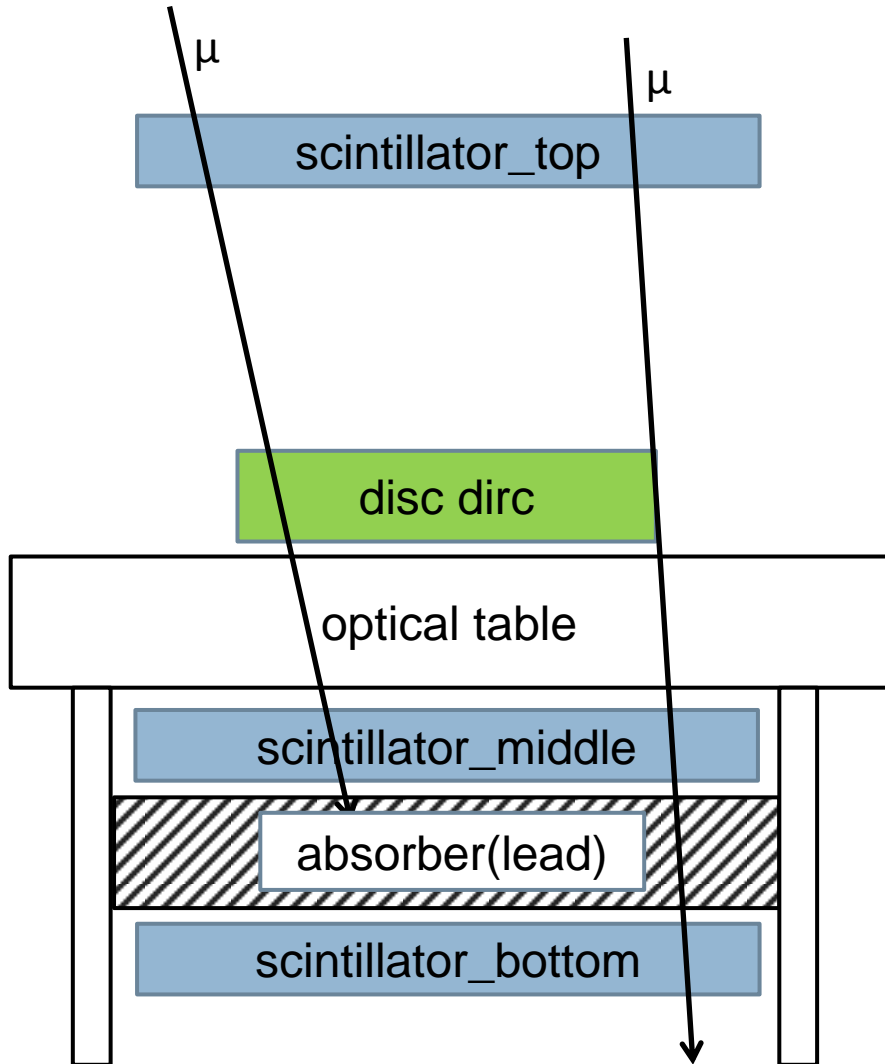 μ
μ
scintillator_top
disc dirc
optical table
scintillator_middle
absorber(lead)
scintillator_bottom